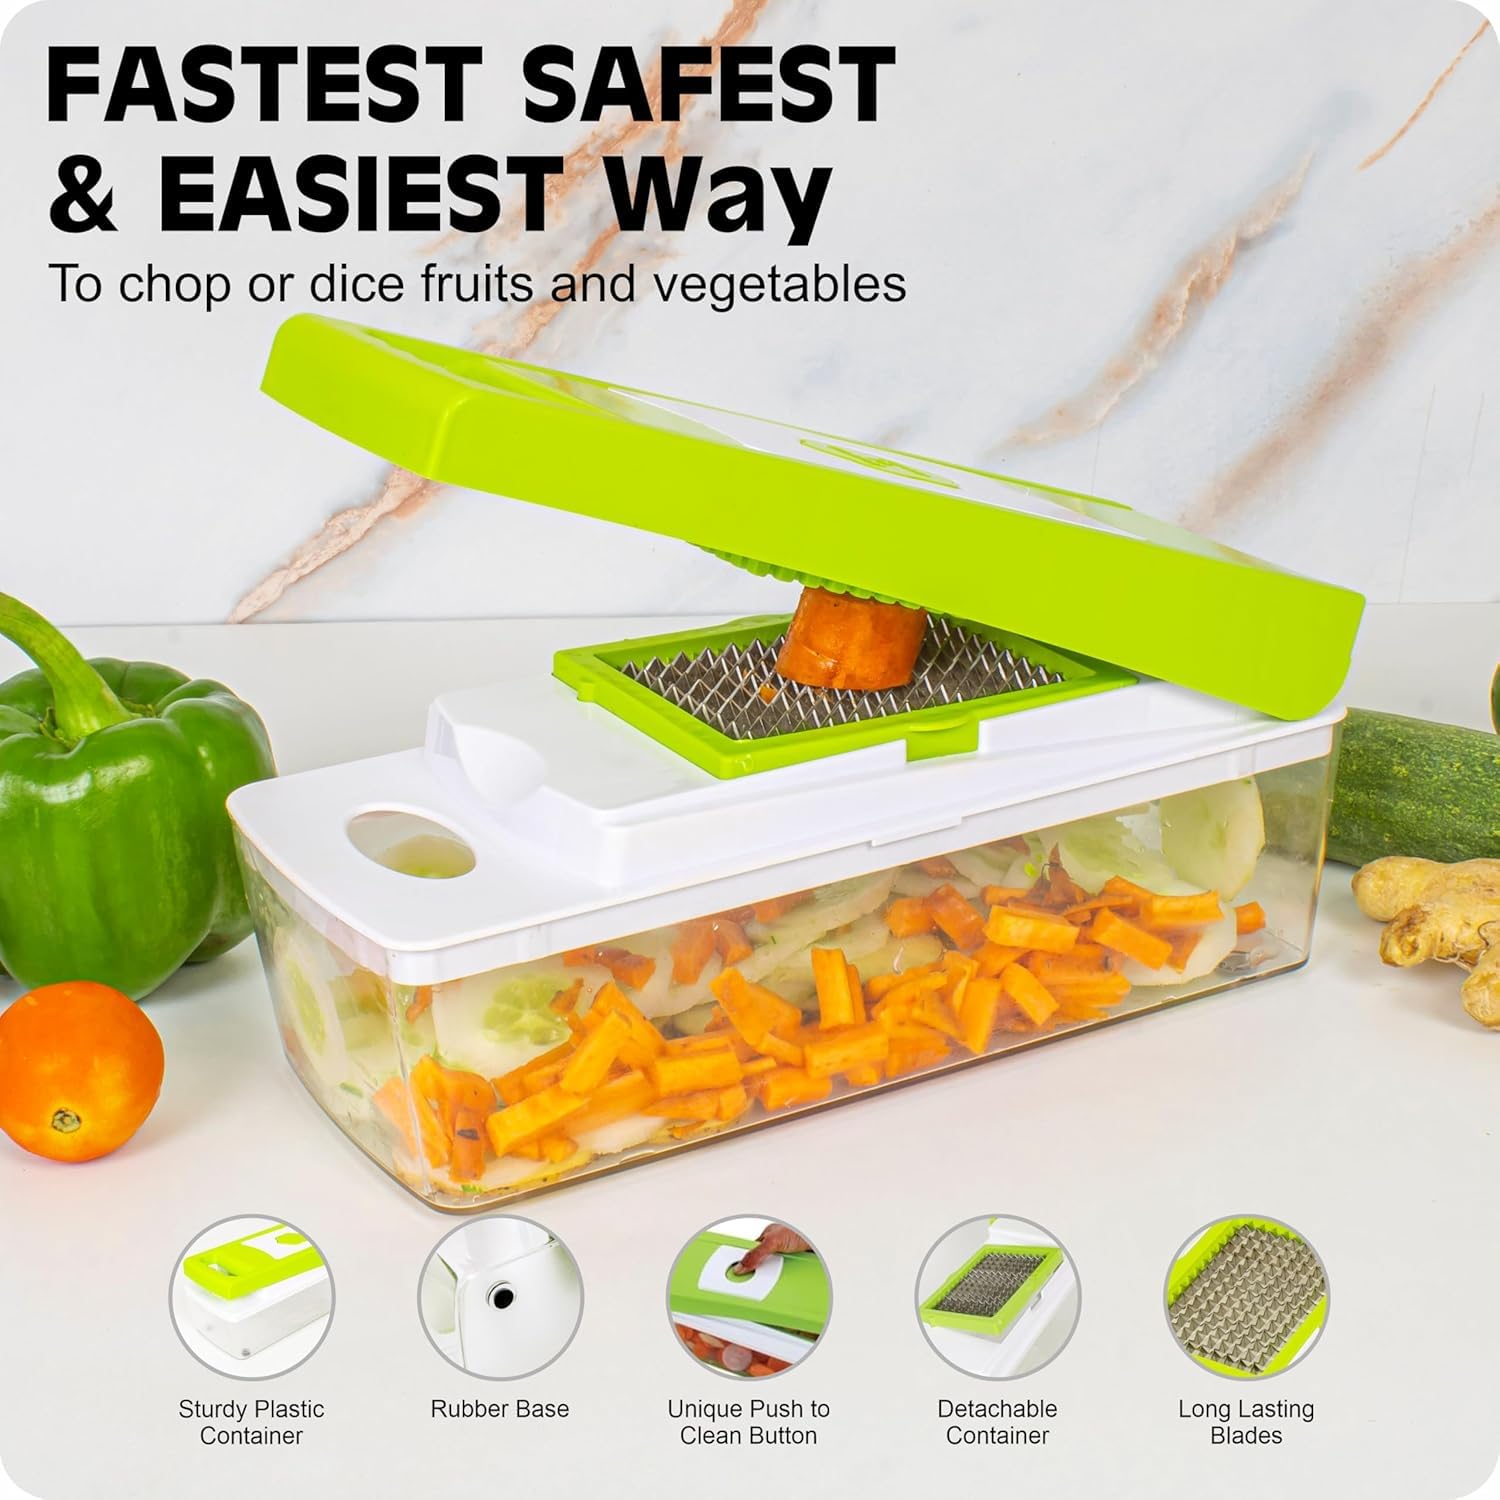 FASTEST SAFEST
& EASIEST Way
To chop or dice fruits and vegetables
Sturdy Plastic
Container
Rubber Base
Unique Push to
Clean Button
Detachable
Container
Long Lasting
Blades